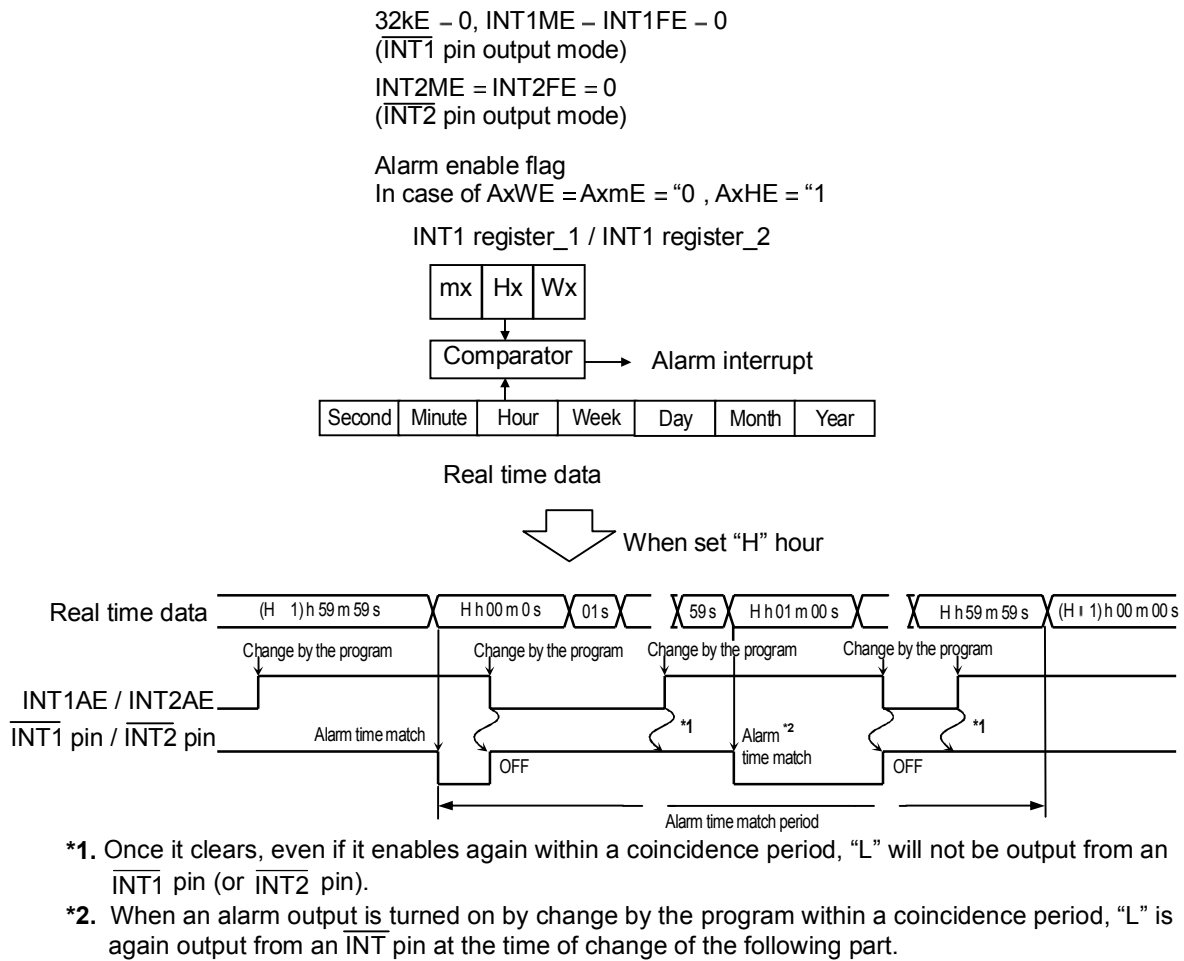 32kE – 0, INT1ME – INT1FE – 0
(INT1 pin output mode)
INT2ME = INT2FE = 0
(INT2 pin output mode)
Alarm enable flag
In case of AxWE = AxmE = “0 , AxHE = “1
INT1 register_1 / INT1 register_2
mx Hx Wx
Comparator
Alarm interrupt
Second Minute Hour Week Day Month Year
Real time data
When set “H” hour
Real time data (H 1) h 59 m 59 s H h 00 m 0 s 01 s 59 s H h 01 m 00 s H h 59 m 59 s (H 1) h 00 m 00 s
Change by the program Change by the program Change by the program Change by the program
INT1AE / INT2AE
INT1 pin / INT2 pin
Alarm time match
OFF
*1
Alarm *2
time match
OFF
*1
Alarm time match period
*1. Once it clears, even if it enables again within a coincidence period, “L” will not be output from an
INT1 pin (or INT2 pin).
*2. When an alarm output is turned on by change by the program within a coincidence period, “L” is
again output from an INT pin at the time of change of the following part.